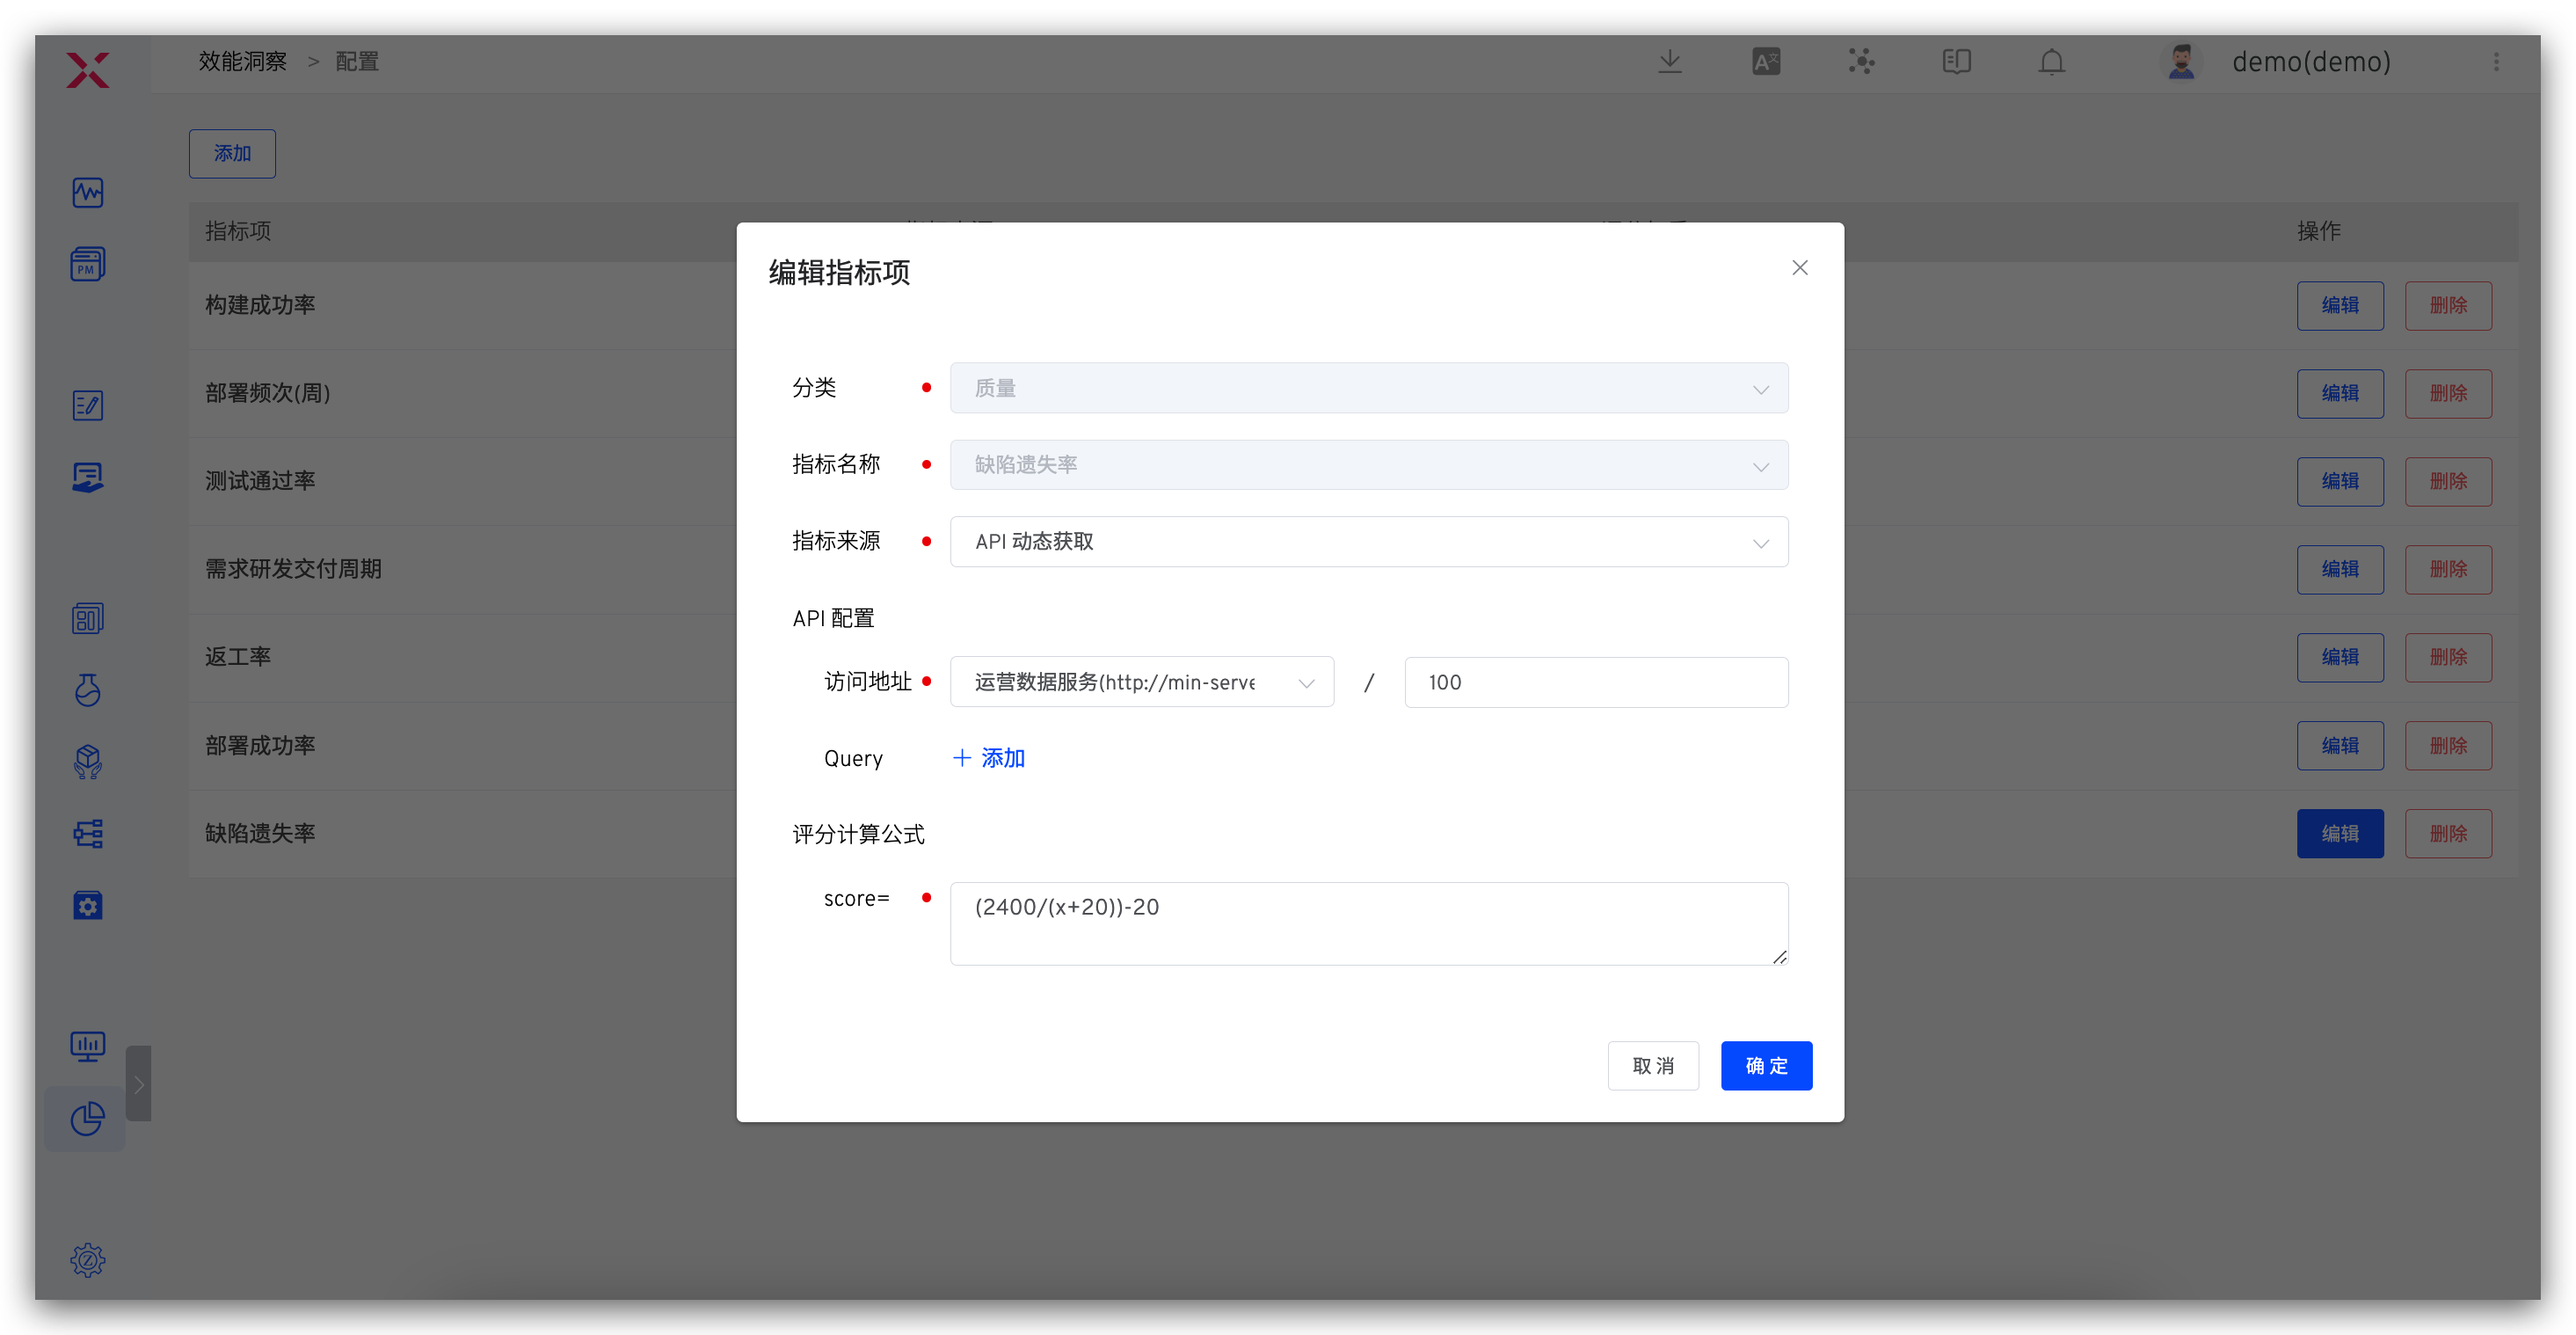 效能洞察 > 配置
demo(demo)
添加
指标项
操作
构建成功率
编辑 删除
部署频次(周)
编辑 删除
测试通过率
编辑 删除
需求研发交付周期
编辑 删除
返工率
编辑 删除
部署成功率
编辑 删除
缺陷遗失率
编辑 删除
PM
编辑指标项
分类
质量
指标名称
缺陷遗失率
指标来源
API 动态获取
API 配置
访问地址
运营数据服务(http://min-serve
/
100
Query
+ 添加
评分计算公式
score=
(2400/(x+20))-20
取消
确定